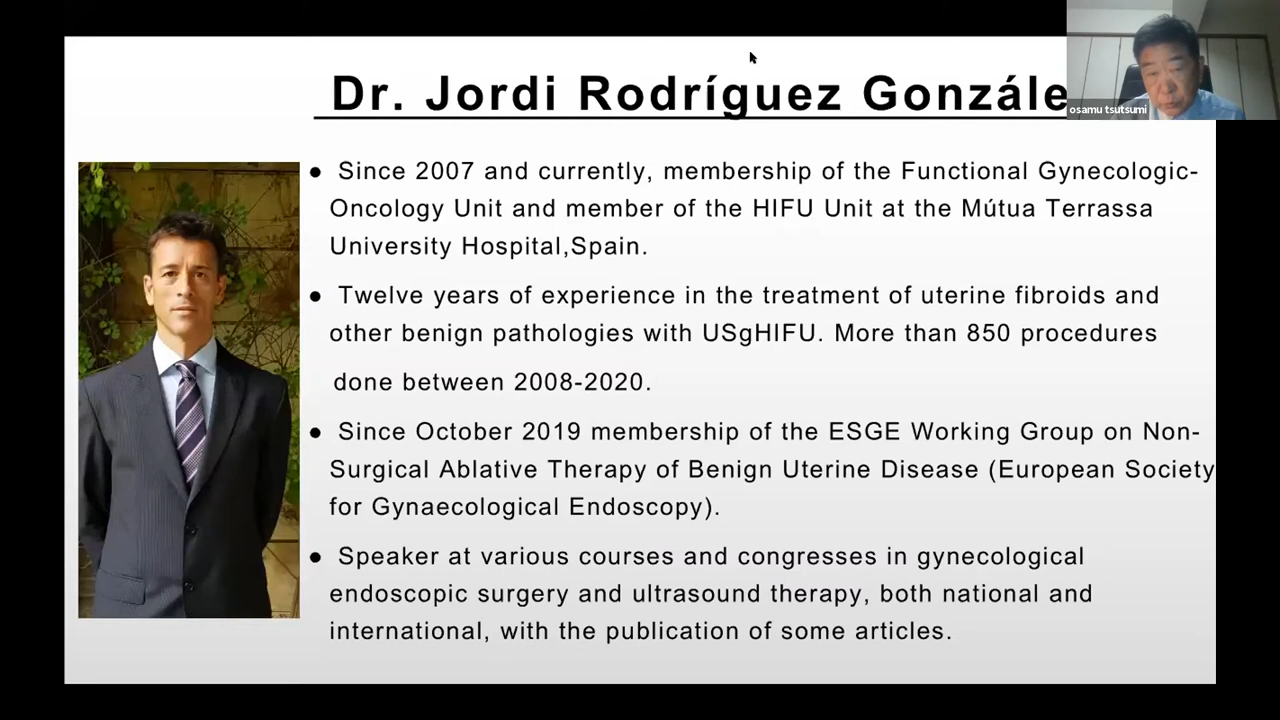 Dr. Jordi Rodríguez Gonzále
osamu tsutsumi
● Since 2007 and currently, membership of the Functional Gynecologic-
Oncology Unit and member of the HIFU Unit at the Mútua Terrassa
University Hospital,Spain.
● Twelve years of experience in the treatment of uterine fibroids and
other benign pathologies with USgHIFU. More than 850 procedures
done between 2008-2020.
● Since October 2019 membership of the ESGE Working Group on Non-
Surgical Ablative Therapy of Benign Uterine Disease (European Society
for Gynaecological Endoscopy).
● Speaker at various courses and congresses in gynecological
endoscopic surgery and ultrasound therapy, both national and
international, with the publication of some articles.